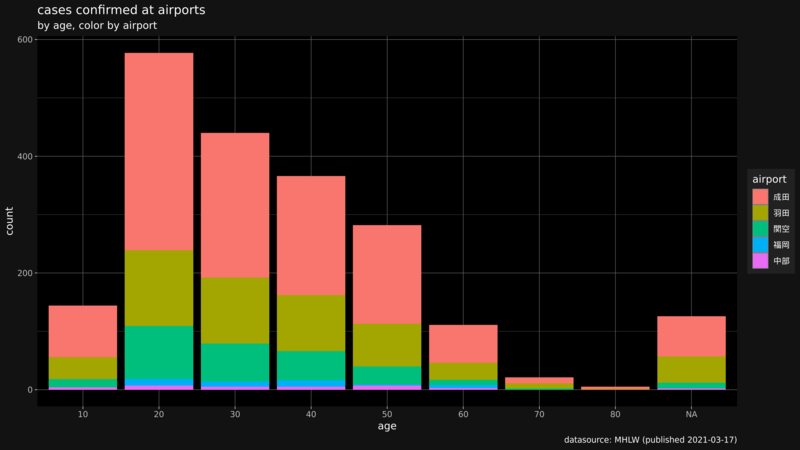 cases confirmed at airports
by age, color by airport
count
600
400
200
0
10 20 30 40 50 60 70 80 NA
age
airport
成田
羽田
関空
福岡
中部
datasource: MHLW (published 2021-03-17)